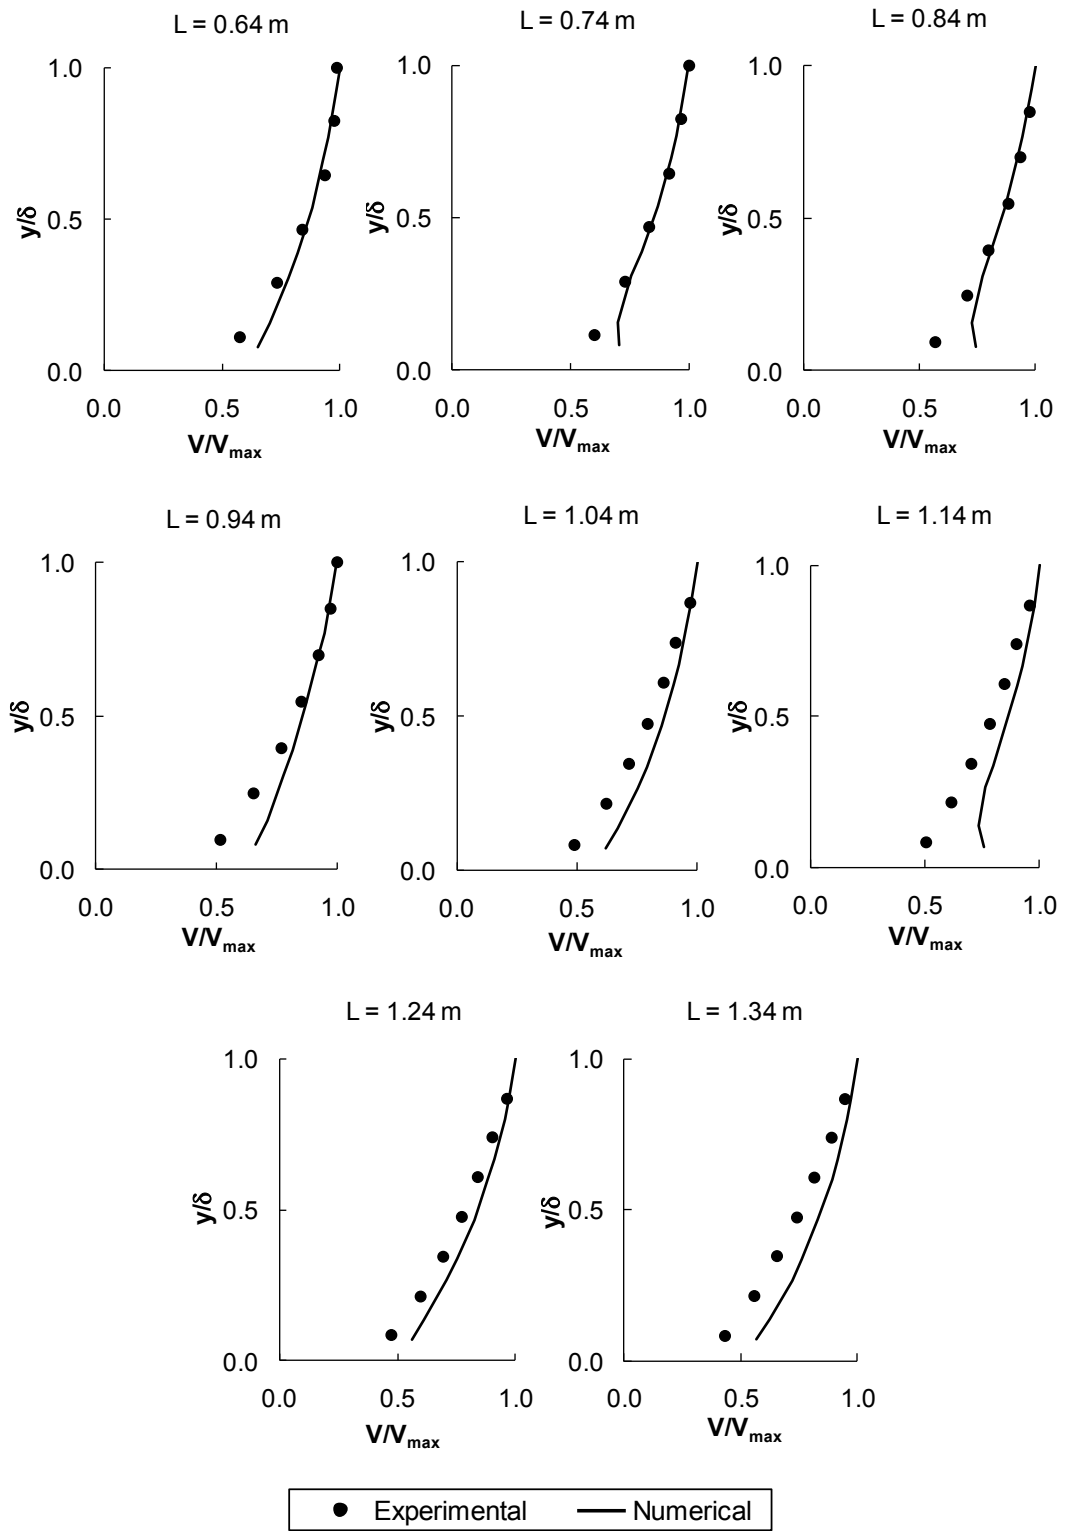 L = 0.64 m
L = 0.74 m
L = 0.84 m
1.0
1.0
1.0
y/δ 0.5
y/δ 0.5
y/δ 0.5
0.0
0.0
0.0
0.0 0.5 1.0
0.0 0.5 1.0
0.0 0.5 1.0
V/Vmax
V/Vmax
V/Vmax
L = 0.94 m
L = 1.04 m
L = 1.14 m
1.0
1.0
1.0
y/δ 0.5
y/δ 0.5
y/δ 0.5
0.0
0.0
0.0
0.0 0.5 1.0
0.0 0.5 1.0
0.0 0.5 1.0
V/Vmax
V/Vmax
V/Vmax
L = 1.24 m
L = 1.34 m
1.0
1.0
y/δ 0.5
y/δ 0.5
0.0
0.0
0.0 0.5 1.0
0.0 0.5 1.0
V/Vmax
V/Vmax
Experimental Numerical